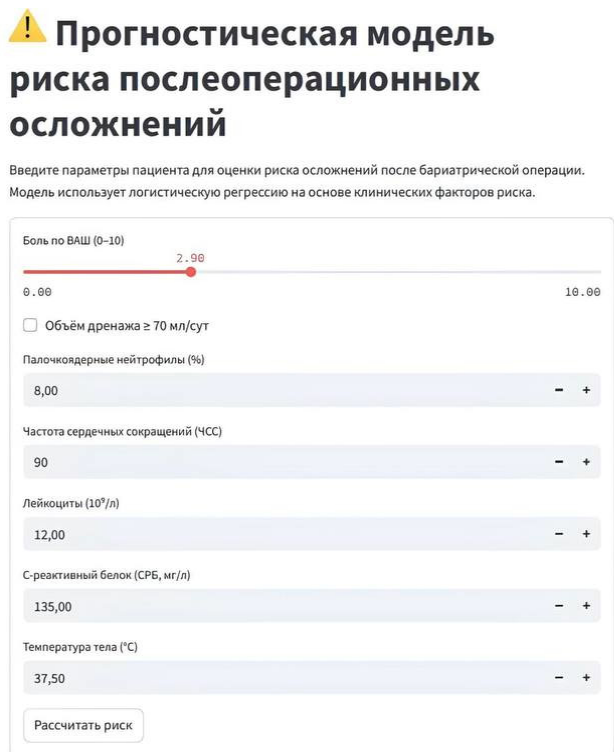 Прогностическая модель
риска послеоперационных
осложнений
Введите параметры пациента для оценки риска осложнений после бариатрической операции.
Модель использует логистическую регрессию на основе клинических факторов риска.
Боль по ВАШ (0–10)
2.90
0.00 10.00
Объём дренажа ≥ 70 мл/сут
Палочкоядерные нейтрофилы (%)
8,00 − +
Частота сердечных сокращений (ЧСС)
90 − +
Лейкоциты (10⁹/л)
12,00 − +
С-реактивный белок (СРБ, мг/л)
135,00 − +
Температура тела (°C)
37,50 − +
Рассчитать риск